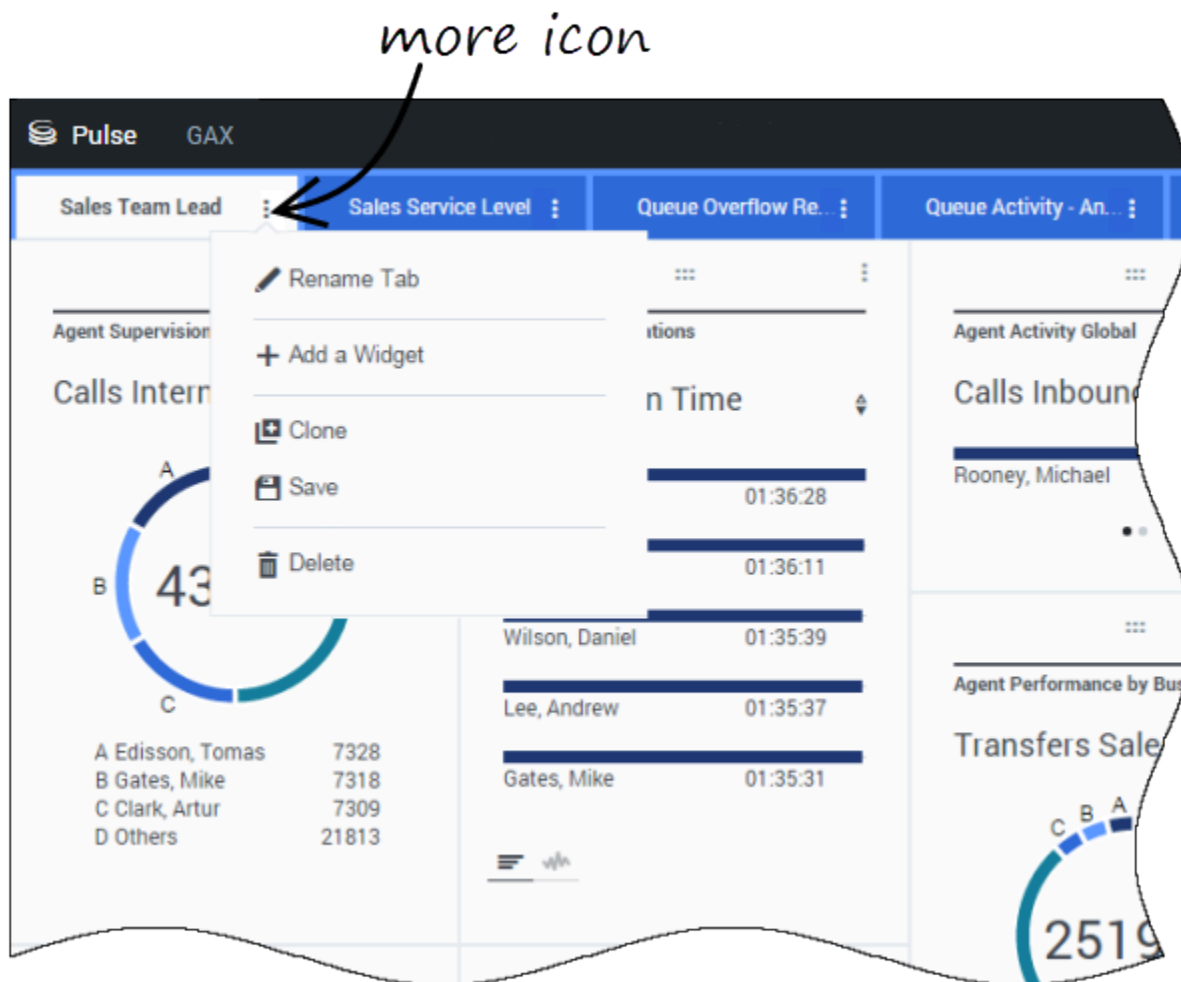 more icon
Pulse GAX
Sales Team Lead
Sales Service Level
Queue Overflow Re...
Queue Activity - An...
Rename Tab
Add a Widget
Clone
Save
Delete
Agent Supervision
Calls Intern
A
B
C
43
A Edisson, Tomas 7328
B Gates, Mike 7318
C Clark, Artur 7309
D Others 21813
n Time
01:36:28
01:36:11
Wilson, Daniel 01:35:39
Lee, Andrew 01:35:37
Gates, Mike 01:35:31
Agent Activity Global
Calls Inbound
Rooney, Michael
Agent Performance by Bus
Transfers Sale
A
B
C
2519